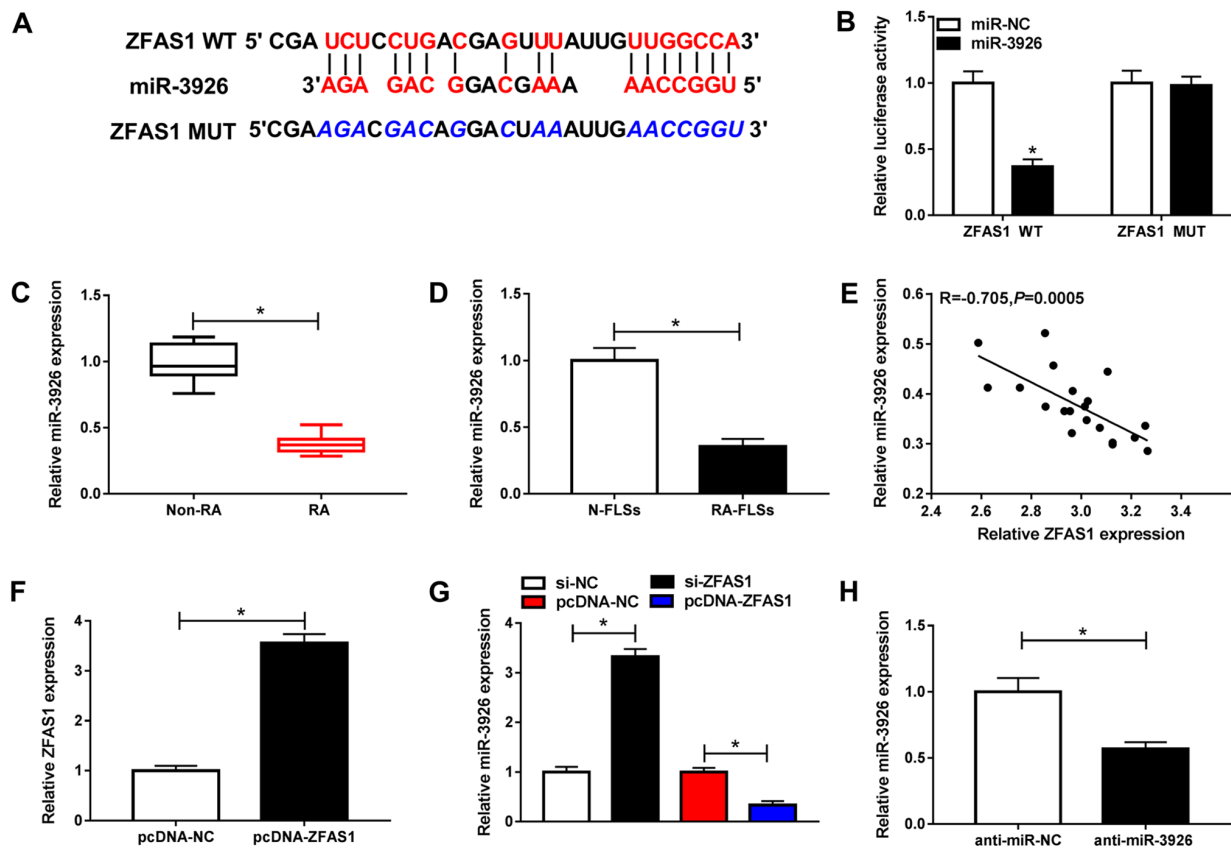 A
ZFAS1 WT 5' CGA UCUCCUGACGAGUUUAUUGUUGGCCA3'
miR-3926 3'AGA GACGGACGAAA AACCGGU 5'
ZFAS1 MUT 5'CGAAGACGACAGGACUAAAUUGAACCGGU 3'
B
miR-NC
miR-3926
Relative luciferase activity
1.5
1.0
0.5
0.0
*
ZFAS1 WT ZFAS1 MUT
C
Relative miR-3926 expression
1.5
1.0
0.5
0.0
*
Non-RA RA
D
Relative miR-3926 expression
1.5
1.0
0.5
0.0
*
N-FLSs RA-FLSs
E
R=-0.705,P=0.0005
Relative miR-3926 expression
0.6
0.5
0.4
0.3
0.2
2.4 2.6 2.8 3.0 3.2 3.4
Relative ZFAS1 expression
F
Relative ZFAS1 expression
4
3
2
1
0
*
pcDNA-NC pcDNA-ZFAS1
G
si-NC si-ZFAS1
pcDNA-NC pcDNA-ZFAS1
Relative miR-3926 expression
4
3
2
1
0
*
*
H
Relative miR-3926 expression
1.5
1.0
0.5
0.0
*
anti-miR-NC anti-miR-3926